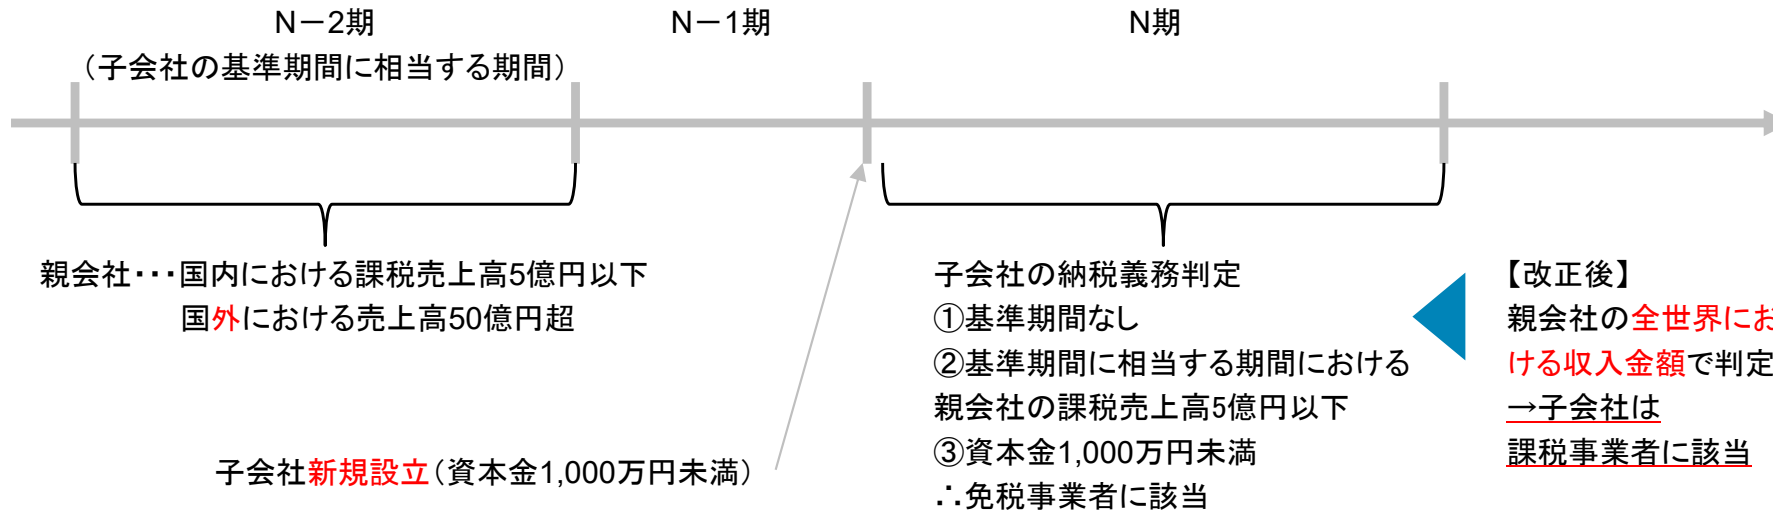 N－2期
N－1期
N期
（子会社の基準期間に相当する期間）
親会社・・・国内における課税売上高5億円以下
国外における売上高50億円超
子会社新規設立（資本金1,000万円未満）
子会社の納税義務判定
①基準期間なし
②基準期間に相当する期間における
親会社の課税売上高5億円以下
③資本金1,000万円未満
∴免税事業者に該当
【改正後】
親会社の全世界にお
ける収入金額で判定
→子会社は
課税事業者に該当